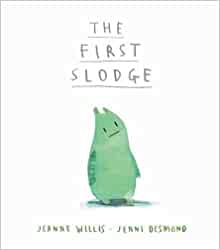 THE
FIRST
SLODGE
JEANNE WILLIS - JENNI DESMOND